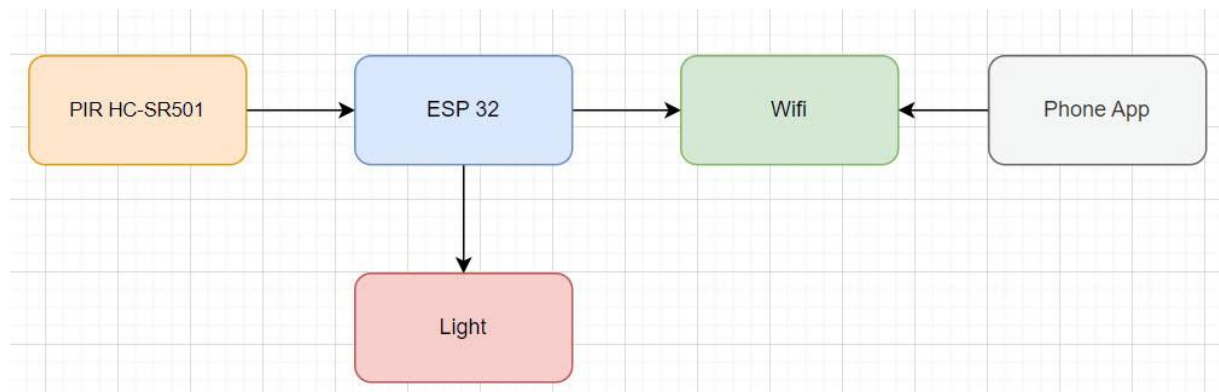 PIR HC-SR501
ESP 32
Wifi
Phone App
Light